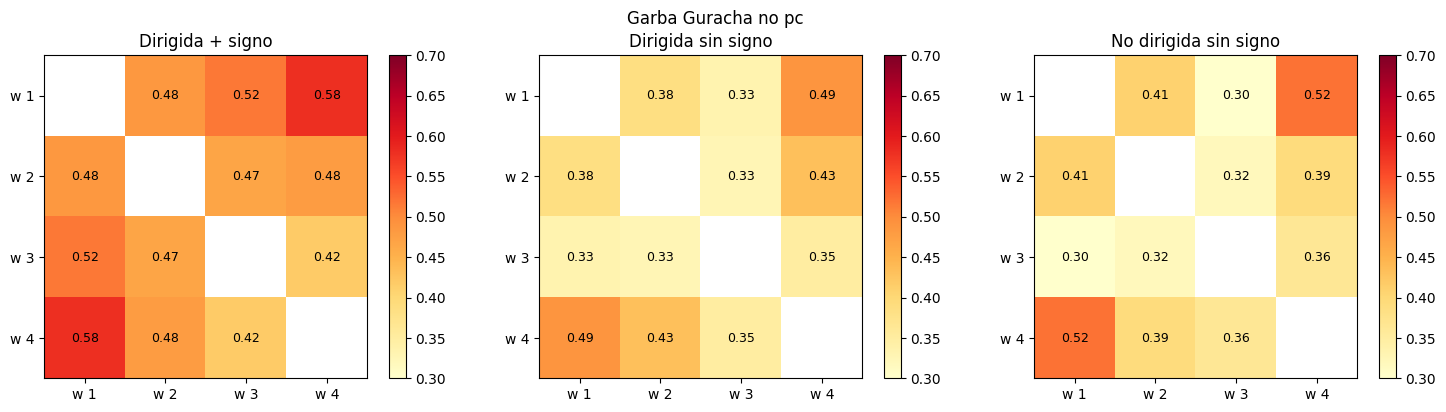 Garba Guracha no pc
Dirigida + signo
w 1
w 2
w 3
w 4
0.48 0.52 0.58
0.48 0.47 0.48
0.52 0.47 0.42
0.58 0.48 0.42
w 1 w 2 w 3 w 4
0.70
0.65
0.60
0.55
0.50
0.45
0.40
0.35
0.30
Dirigida sin signo
w 1
w 2
w 3
w 4
0.38 0.33 0.49
0.38 0.33 0.43
0.33 0.33 0.35
0.49 0.43 0.35
w 1 w 2 w 3 w 4
0.70
0.65
0.60
0.55
0.50
0.45
0.40
0.35
0.30
No dirigida sin signo
w 1
w 2
w 3
w 4
0.41 0.30 0.52
0.41 0.32 0.39
0.30 0.32 0.36
0.52 0.39 0.36
w 1 w 2 w 3 w 4
0.70
0.65
0.60
0.55
0.50
0.45
0.40
0.35
0.30